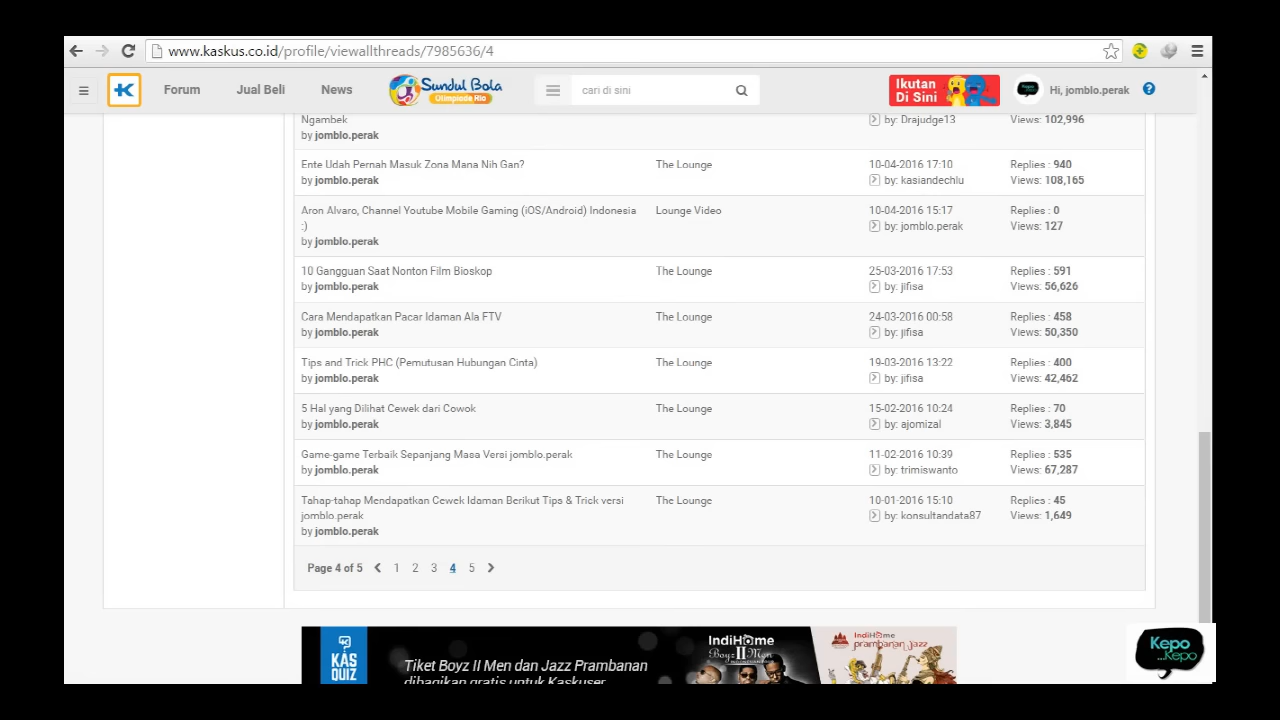 www.kaskus.co.id/profile/viewallthreads/7985636/4
Forum
Jual Beli
News
Sundul Bola
Olimpiade Rio
cari di sini
Ikutan
Di Sini
Hi, jomblo.perak
Ngambek
by jomblo.perak
by: Drajudge13
Views: 102,996
Ente Udah Pernah Masuk Zona Mana Nih Gan?
by jomblo.perak
The Lounge
10-04-2016 17:10
by: kasiandechlu
Replies : 940
Views: 108,165
Aron Alvaro, Channel Youtube Mobile Gaming (iOS/Android) Indonesia
:)
by jomblo.perak
Lounge Video
10-04-2016 15:17
by: jomblo.perak
Replies : 0
Views: 127
10 Gangguan Saat Nonton Film Bioskop
by jomblo.perak
The Lounge
25-03-2016 17:53
by: jifisa
Replies : 591
Views: 56,626
Cara Mendapatkan Pacar Idaman Ala FTV
by jomblo.perak
The Lounge
24-03-2016 00:58
by: jifisa
Replies : 458
Views: 50,350
Tips and Trick PHC (Pemutusan Hubungan Cinta)
by jomblo.perak
The Lounge
19-03-2016 13:22
by: jifisa
Replies : 400
Views: 42,462
5 Hal yang Dilihat Cewek dari Cowok
by jomblo.perak
The Lounge
15-02-2016 10:24
by: ajomizal
Replies : 70
Views: 3,845
Game-game Terbaik Sepanjang Masa Versi jomblo.perak
by jomblo.perak
The Lounge
11-02-2016 10:39
by: trimiswanto
Replies : 535
Views: 67,287
Tahap-tahap Mendapatkan Cewek Idaman Berikut Tips & Trick versi
jomblo.perak
by jomblo.perak
The Lounge
10-01-2016 15:10
by: konsultandata87
Replies : 45
Views: 1,649
Page 4 of 5 1 2 3 4 5
KAS
QUIZ
Tiket Boyz II Men dan Jazz Prambanan
dibagikan gratis untuk Kaskuser
IndiHome
Boyz II Men
IndiHome
prambanan jazz
Kepo
...Kepo